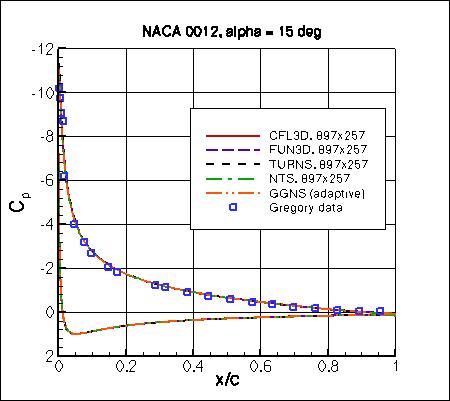 NACA 0012, alpha = 15 deg
-12
-10
-8
-6
-4
-2
0
2
Cp
CFL3D, 897x257
FUN3D, 897x257
TURNS, 897x257
NTS, 897x257
GGNS (adaptive)
Gregory data
0 0.2 0.4 0.6 0.8 1
x/c